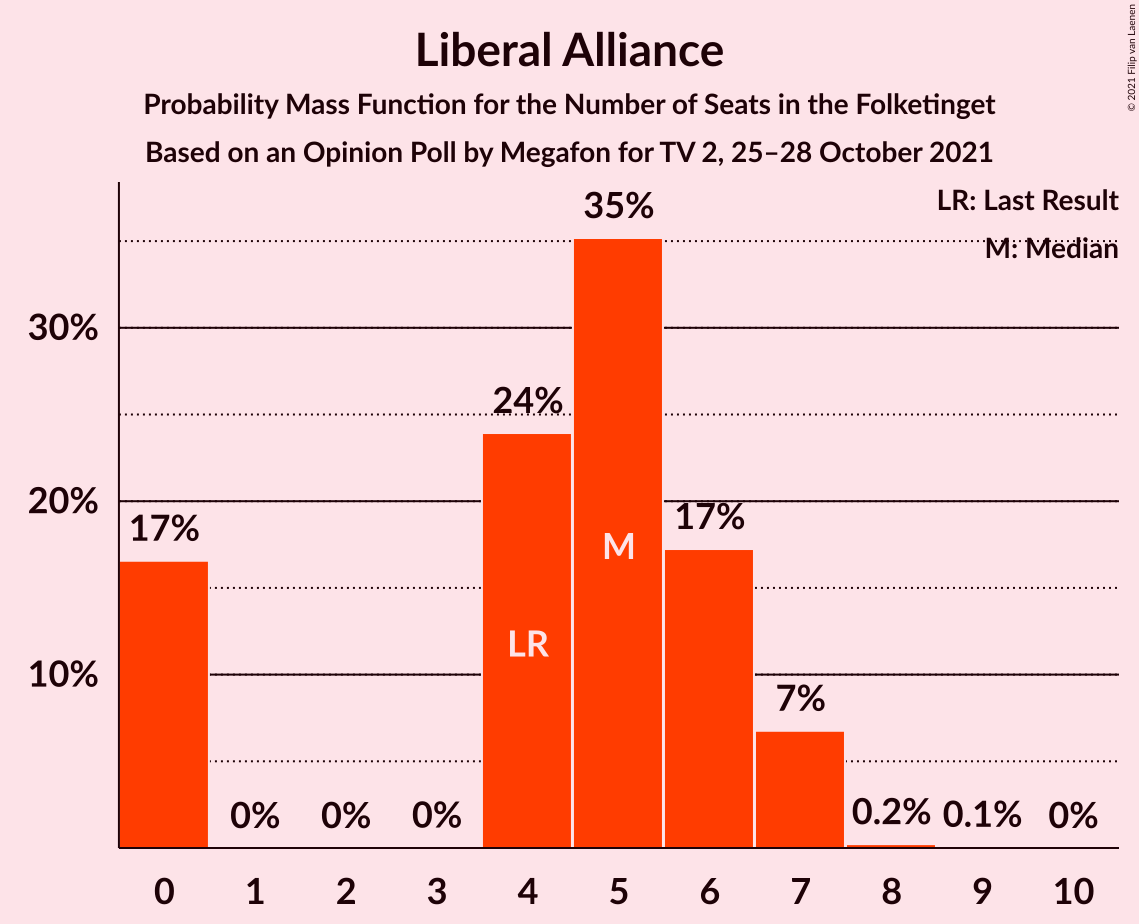 Liberal Alliance
Probability Mass Function for the Number of Seats in the Folketinget
Based on an Opinion Poll by Megafon for TV 2, 25–28 October 2021
© 2021 Filip van Laenen
LR: Last Result
M: Median
35%
30%
24%
20%
17%
17%
M
LR
10%
7%
0%
0%
0%
0.2%
0.1%
0%
0 1 2 3 4 5 6 7 8 9 10